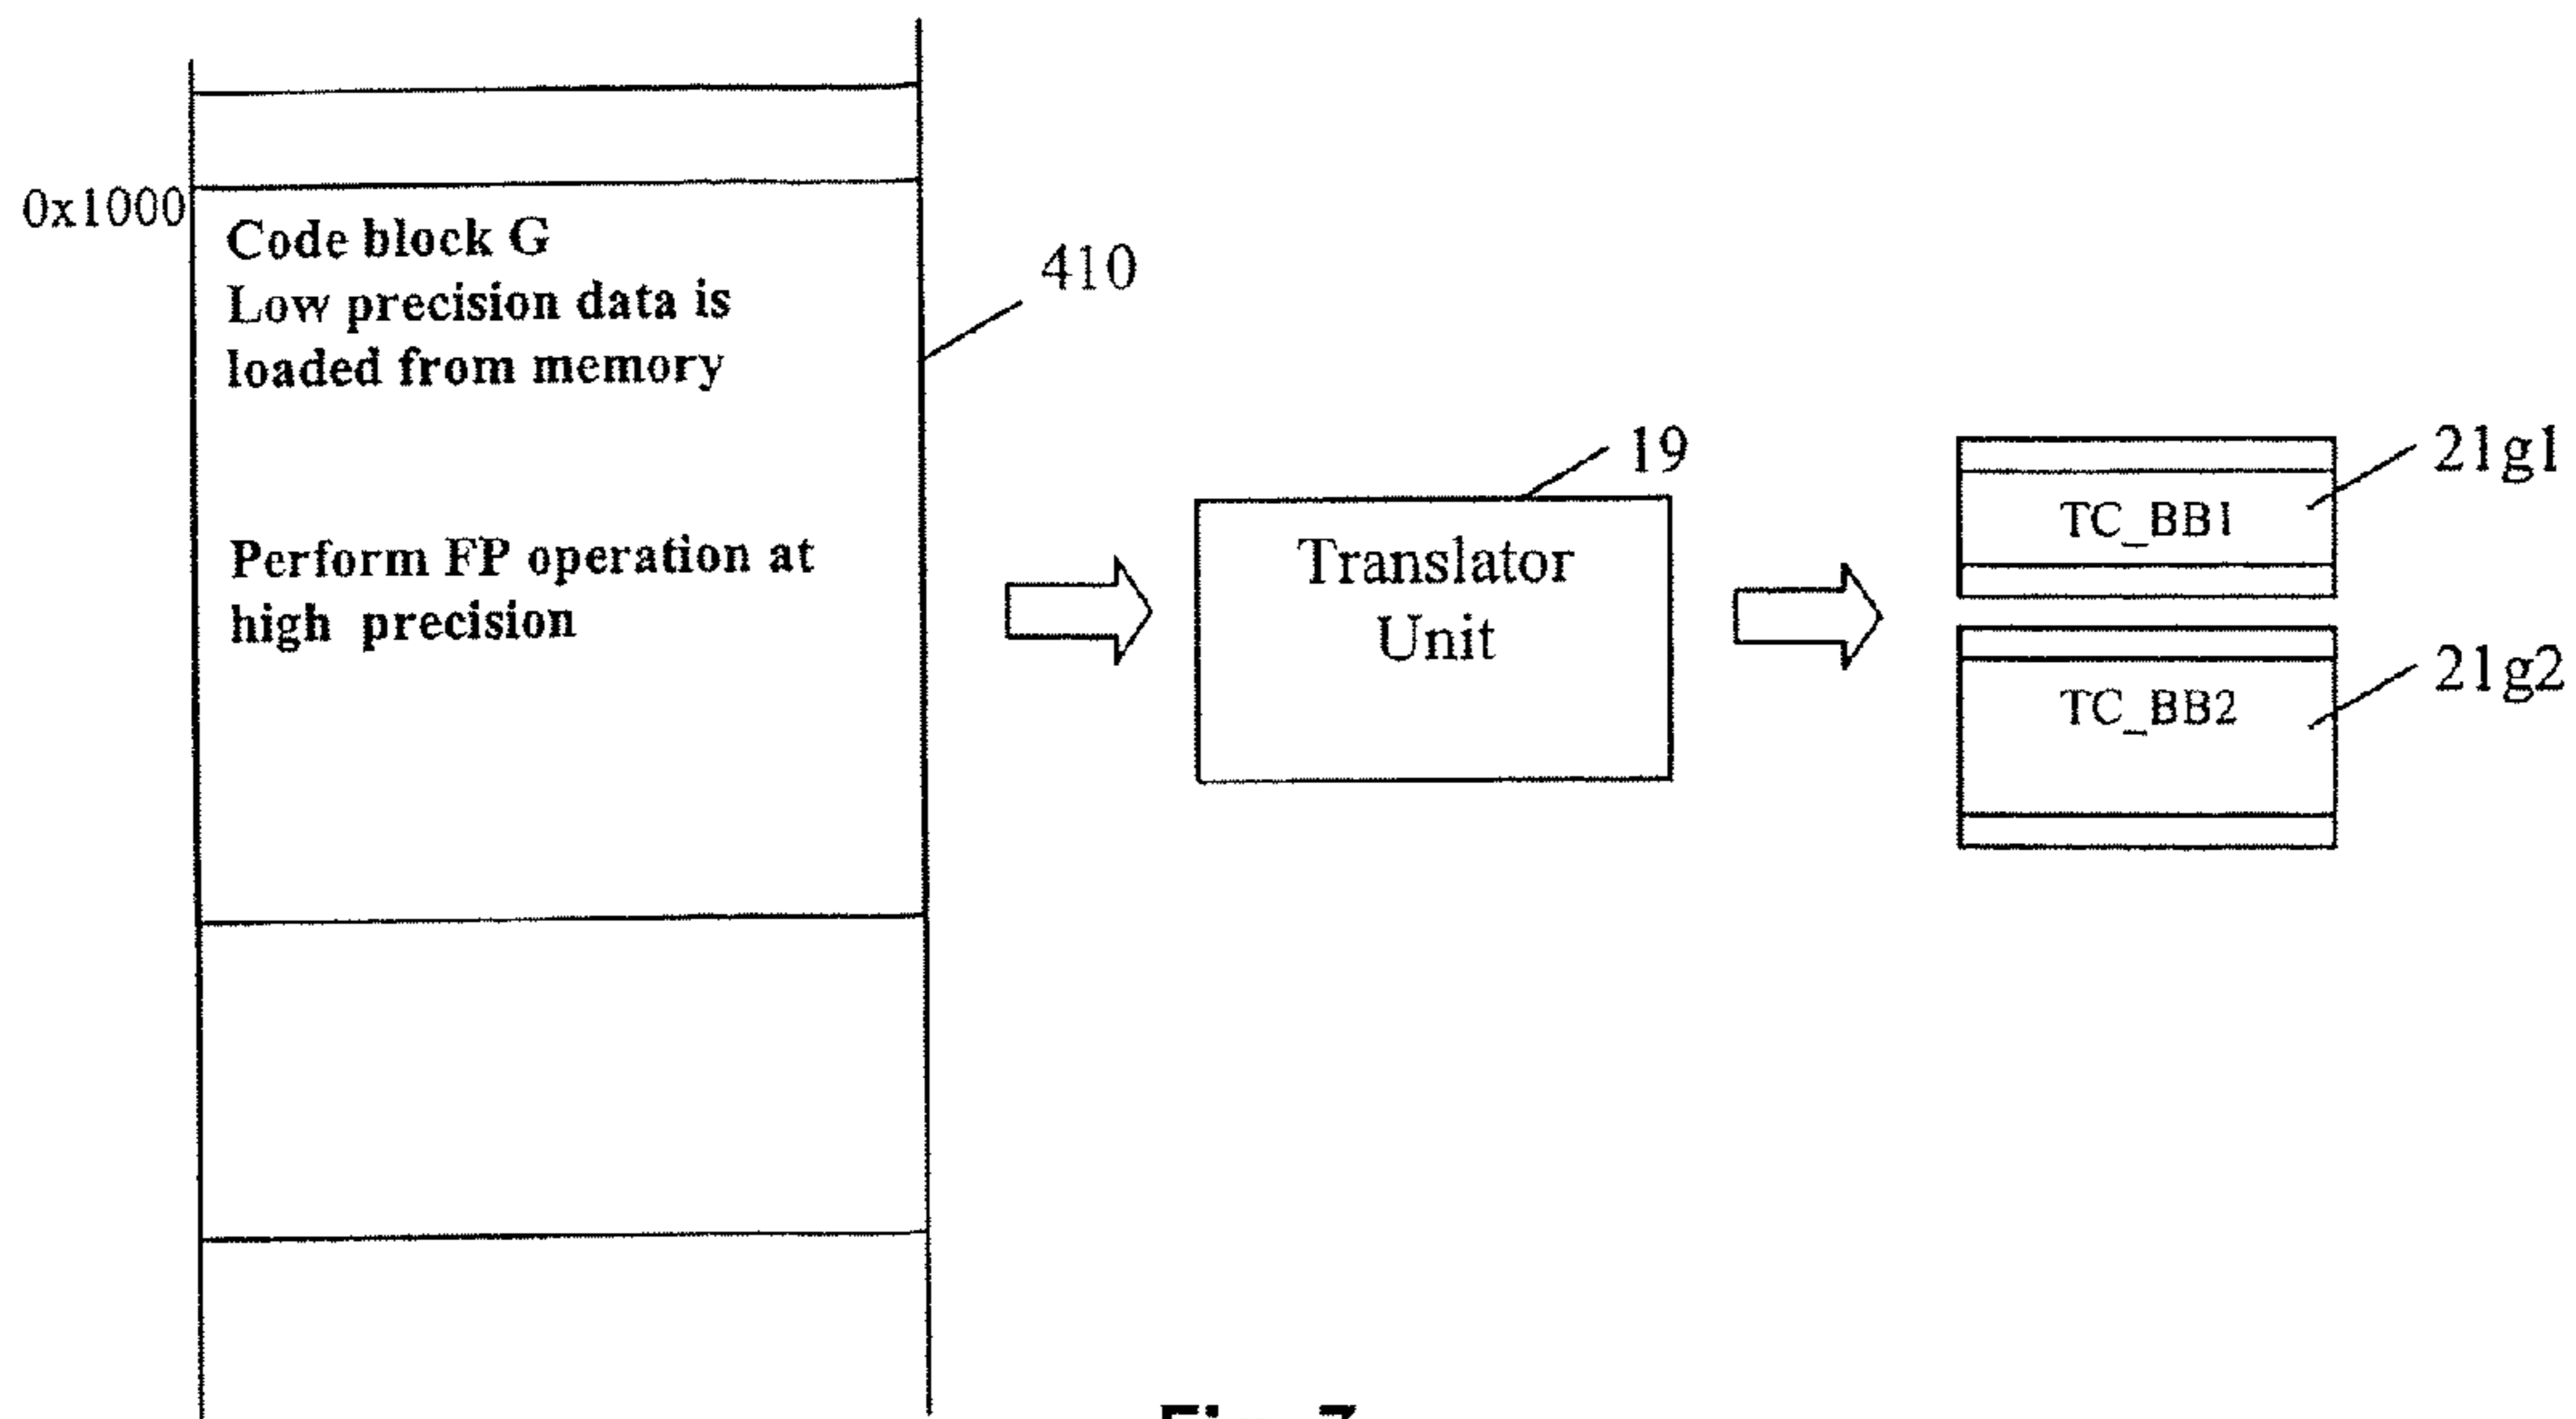 0x1000
Code block G
Low precision data is
loaded from memory
Perform FP operation at
high precision
410
19
Translator
Unit
21g1
TC_BB1
21g2
TC_BB2